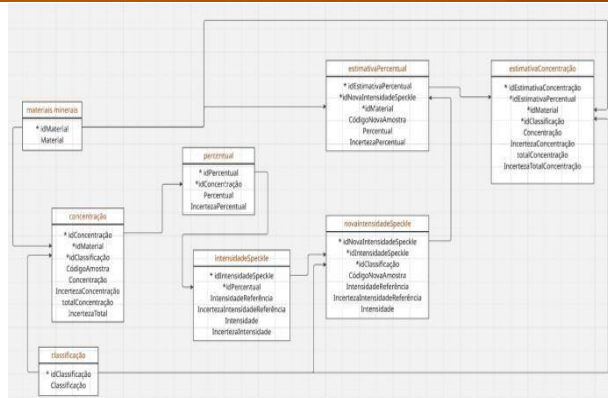 materiais minerais
* idMaterial
Material
concentração
* idConcentração
*idMaterial
*idClassificação
CódigoAmostra
Concentração
IncertezaConcentração
totalConcentração
IncertezaTotal
classificação
* idClassificação
Classificação
percentual
* idPercentual
*idConcentração
Percentual
IncertezaPercentual
intensidadeSpeckle
* idIntensidadeSpeckle
*idPercentual
IntensidadeReferência
IncertezaIntensidadeReferência
Intensidade
IncertezaIntensidade
estimativaPercentual
* idEstimativaPercentual
*idNovaIntensidadeSpeckle
*idMaterial
CódigoNovaAmostra
Percentual
IncertezaPercentual
novaIntensidadeSpeckle
* idNovaIntensidadeSpeckle
*idIntensidadeSpeckle
*idClassificação
CódigoNovaAmostra
IntensidadeReferência
IncertezaIntensidadeReferência
Intensidade
estimativaConcentração
* idEstimativaConcentração
*idEstimativaPercentual
*idMaterial
*idClassificação
Concentração
IncertezaConcentração
totalConcentração
IncertezaTotalConcentração